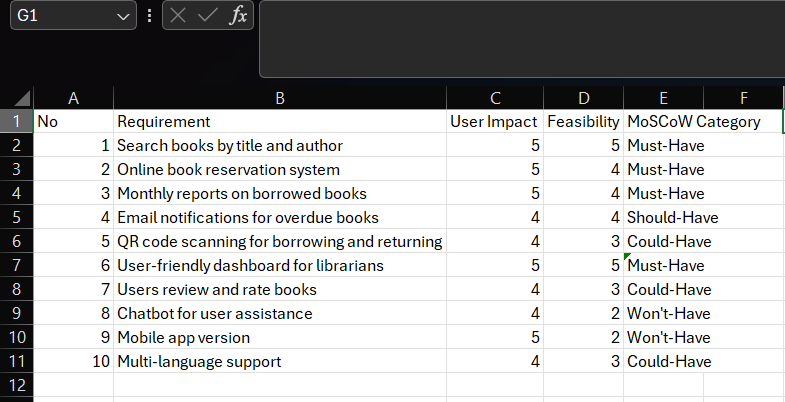 G1 fx
A B C D E F
1 No Requirement User Impact Feasibility MoSCoW Category
2 1 Search books by title and author 5 5 Must-Have
3 2 Online book reservation system 5 4 Must-Have
4 3 Monthly reports on borrowed books 5 4 Must-Have
5 4 Email notifications for overdue books 4 4 Should-Have
6 5 QR code scanning for borrowing and returning 4 3 Could-Have
7 6 User-friendly dashboard for librarians 5 5 Must-Have
8 7 Users review and rate books 4 3 Could-Have
9 8 Chatbot for user assistance 4 2 Won't-Have
10 9 Mobile app version 5 2 Won't-Have
11 10 Multi-language support 4 3 Could-Have
12